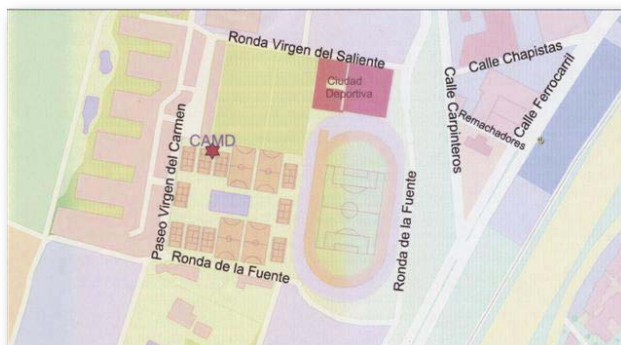 Ronda Virgen del Saliente
Ciudad
Deportiva
Calle Chapistas
Calle Ferrocarril
Calle Carpinteros
Remachadores
CAMD
Paseo Virgen del Carmen
Ronda de la Fuente
Ronda de la Fuente